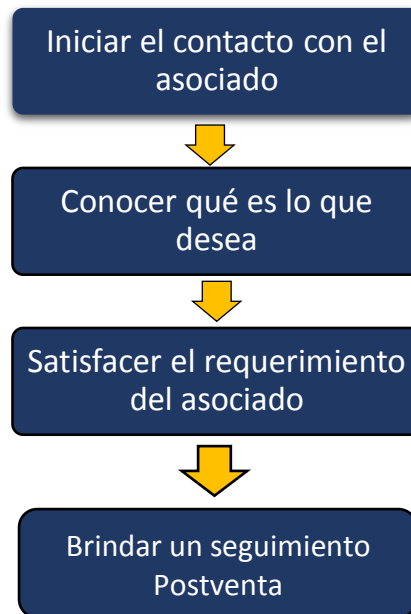 Iniciar el contacto con el
asociado
Conocer qué es lo que
desea
Satisfacer el requerimiento
del asociado
Brindar un seguimiento
Postventa